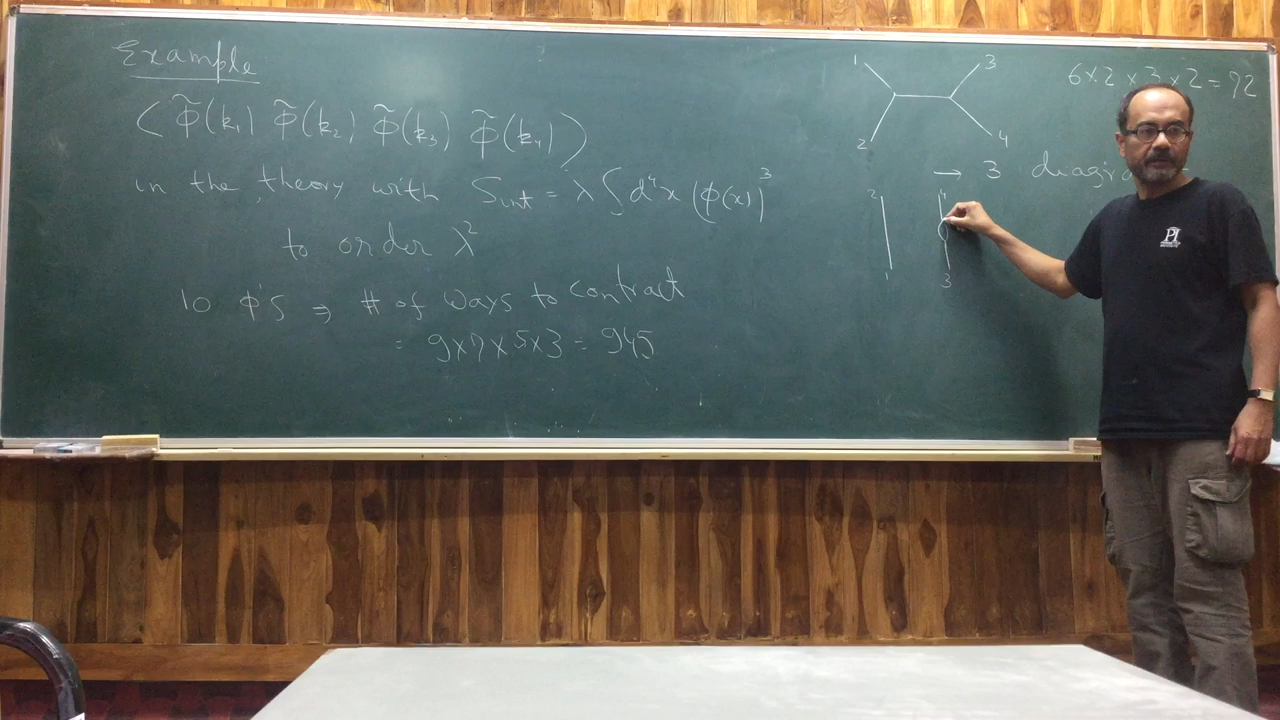 Example
⟨ φ̃(k₁) φ̃(k₂) φ̃(k₃) φ̃(k₄) ⟩
in the theory with S_int = λ ∫ d⁴x (φ(x))³
to order λ²
10 φ's ⇒ # of ways to contract
= 9×7×5×3 = 945
1 3
2 4
6×2×3×2 = 72
→ 3
2 4
1 3
PI